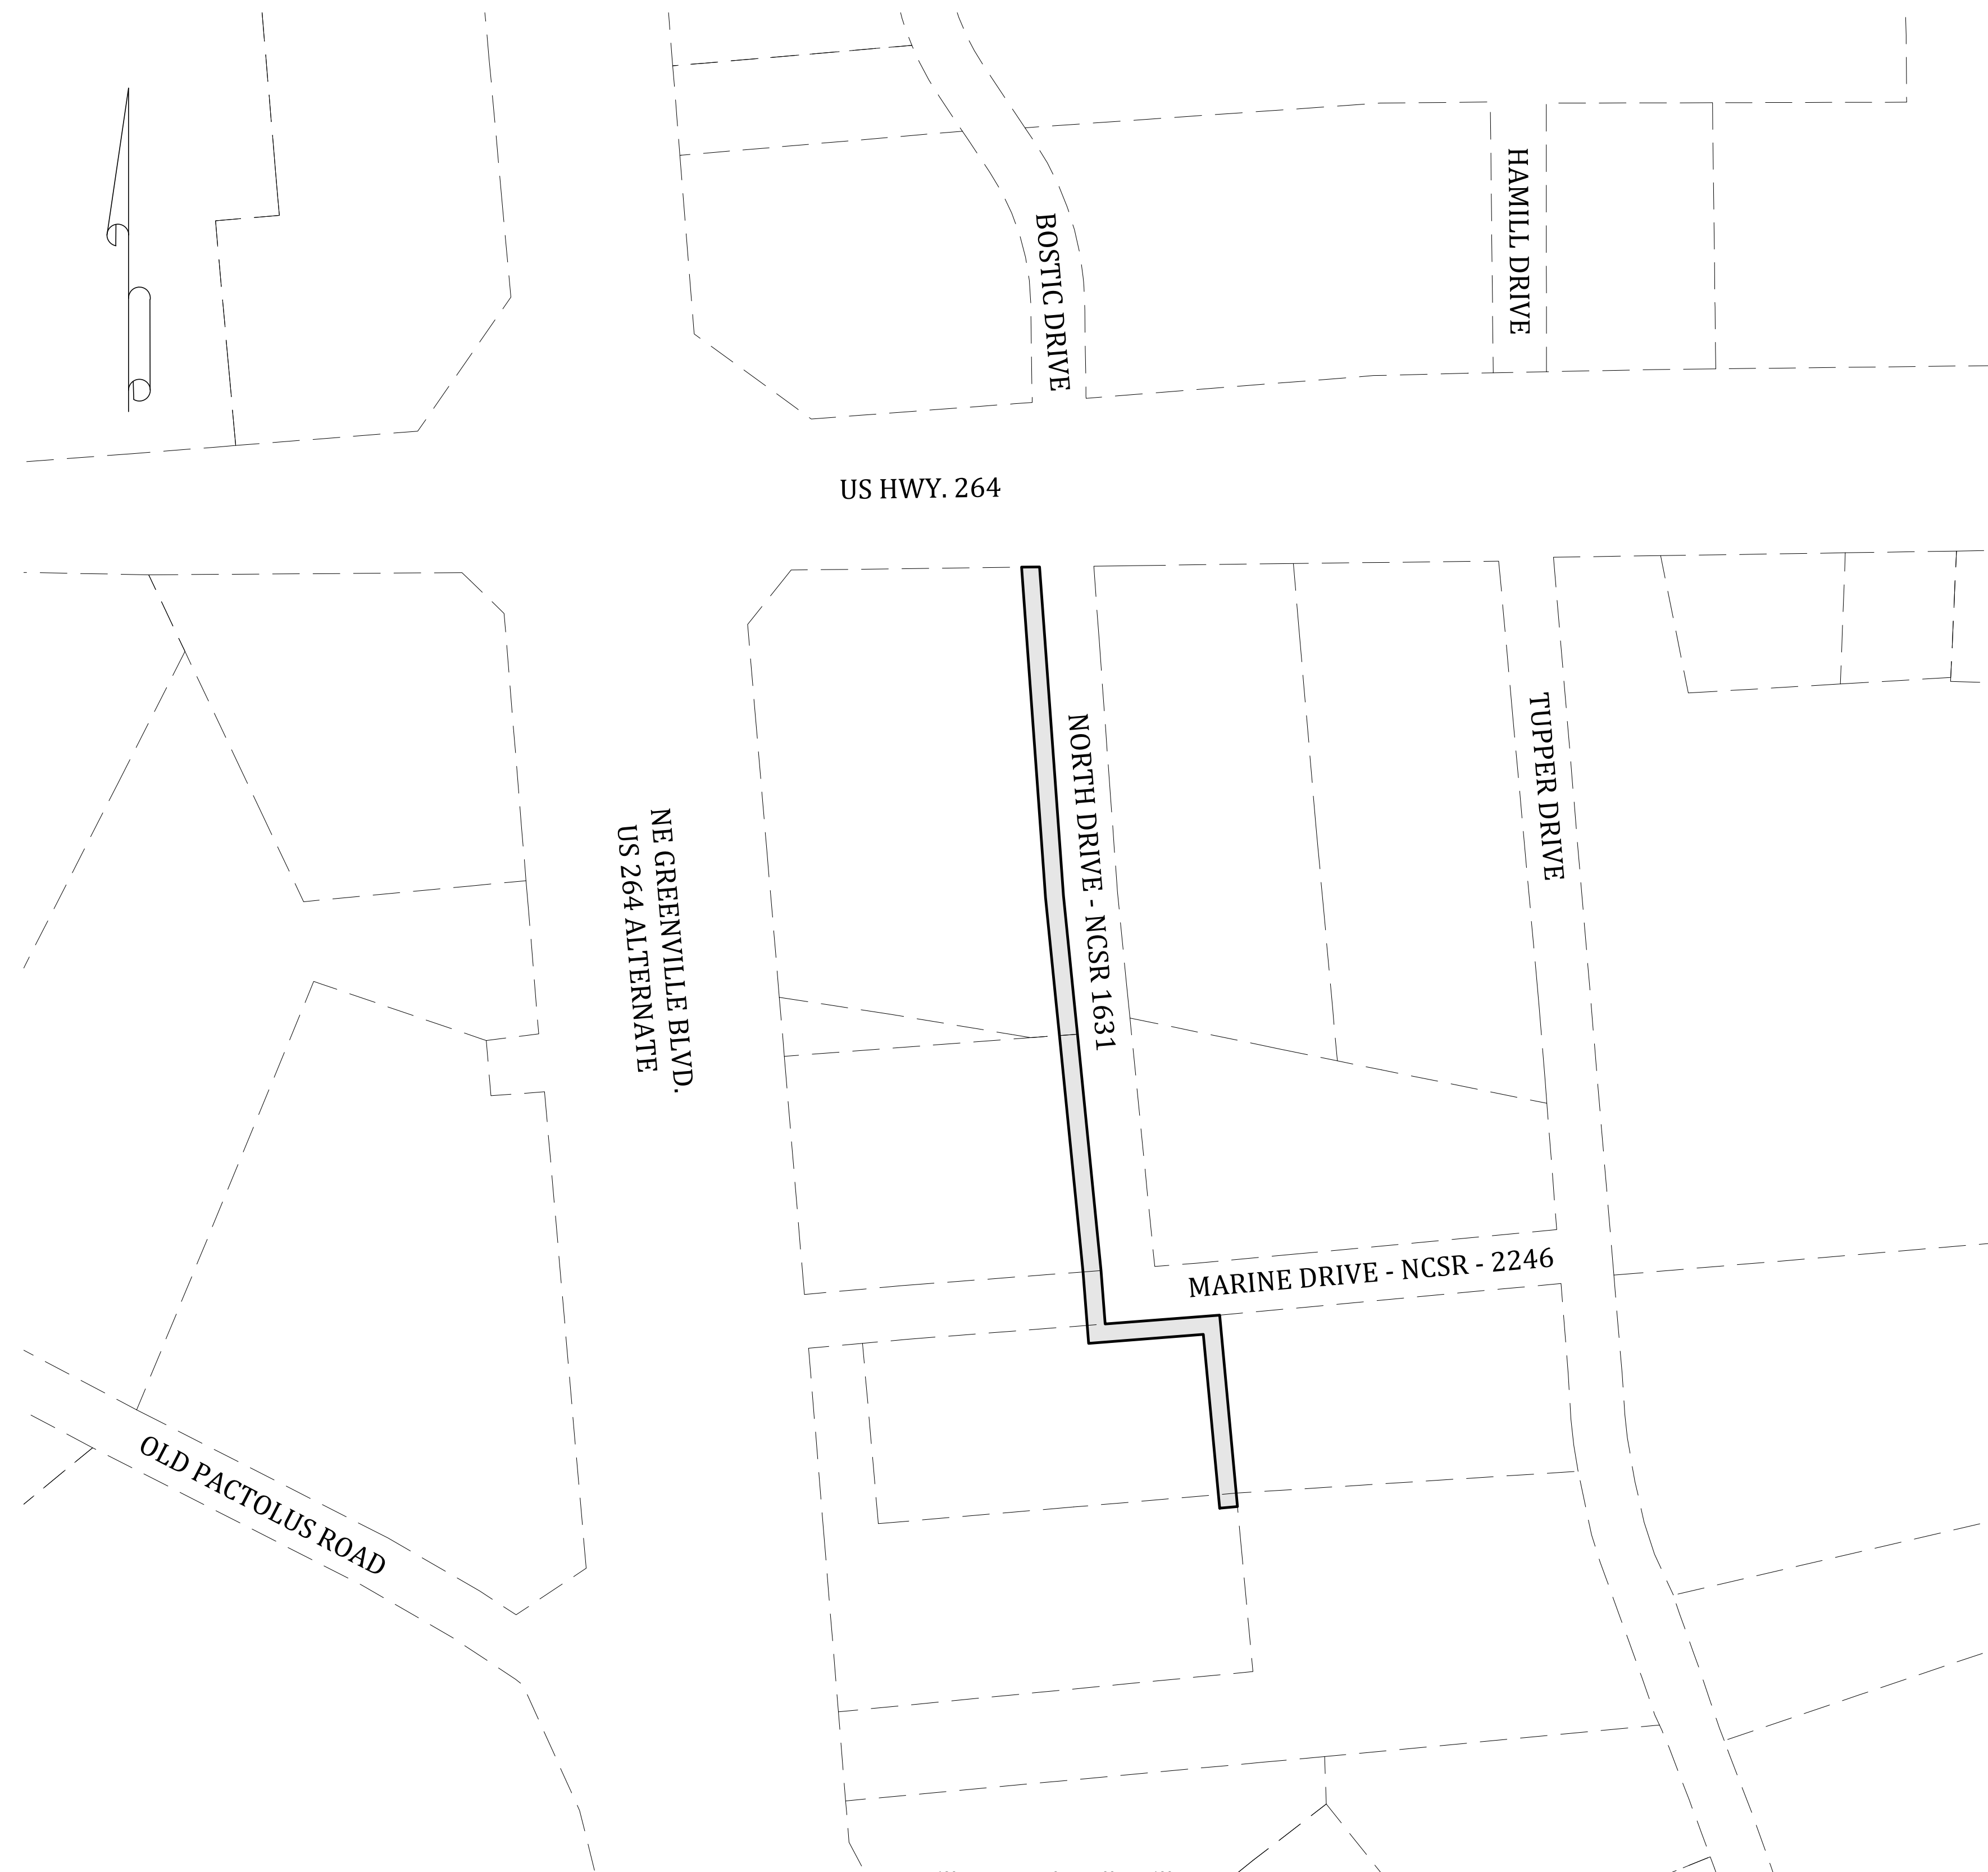 HAMILL DRIVE
BOSTIC DRIVE
US HWY. 264
NORTH DRIVE - NCSR 1631
TUPPER DRIVE
NE GREENVILLE BLVD.
US 264 ALTERNATE
MARINE DRIVE - NCSR - 2246
OLD PACTOLUS ROAD